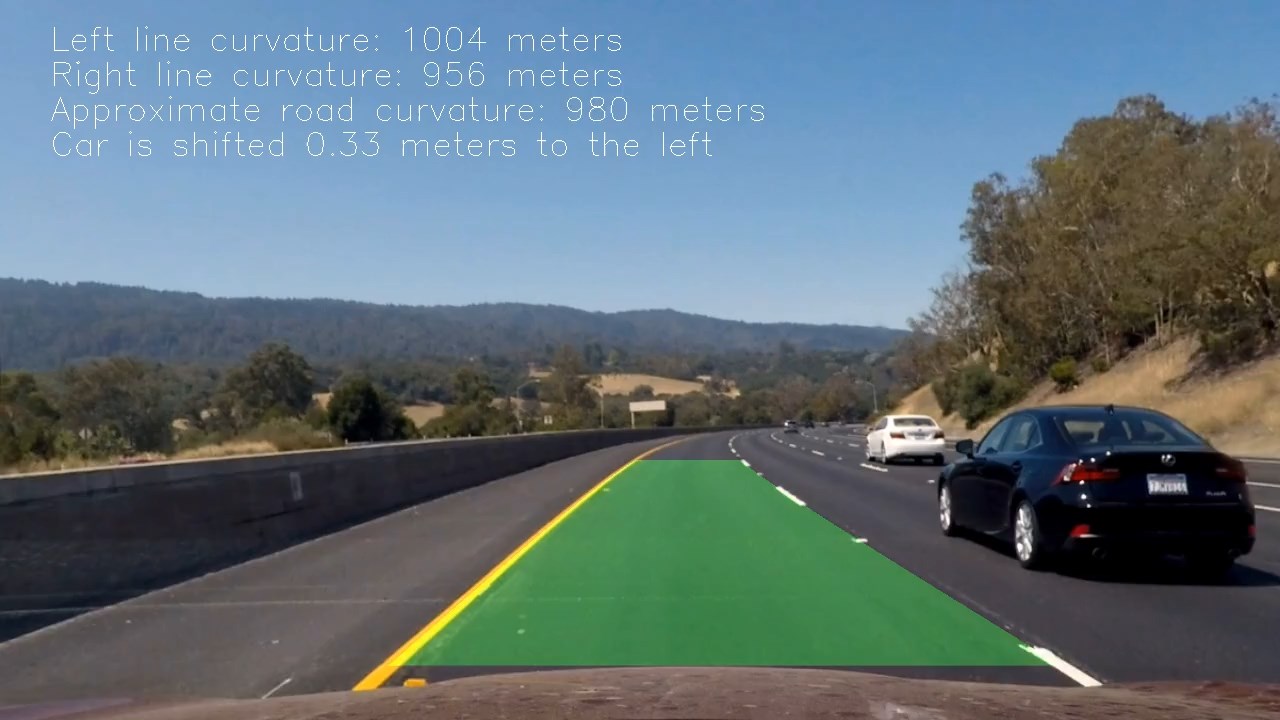 Left line curvature: 1004 meters
Right line curvature: 956 meters
Approximate road curvature: 980 meters
Car is shifted 0.33 meters to the left